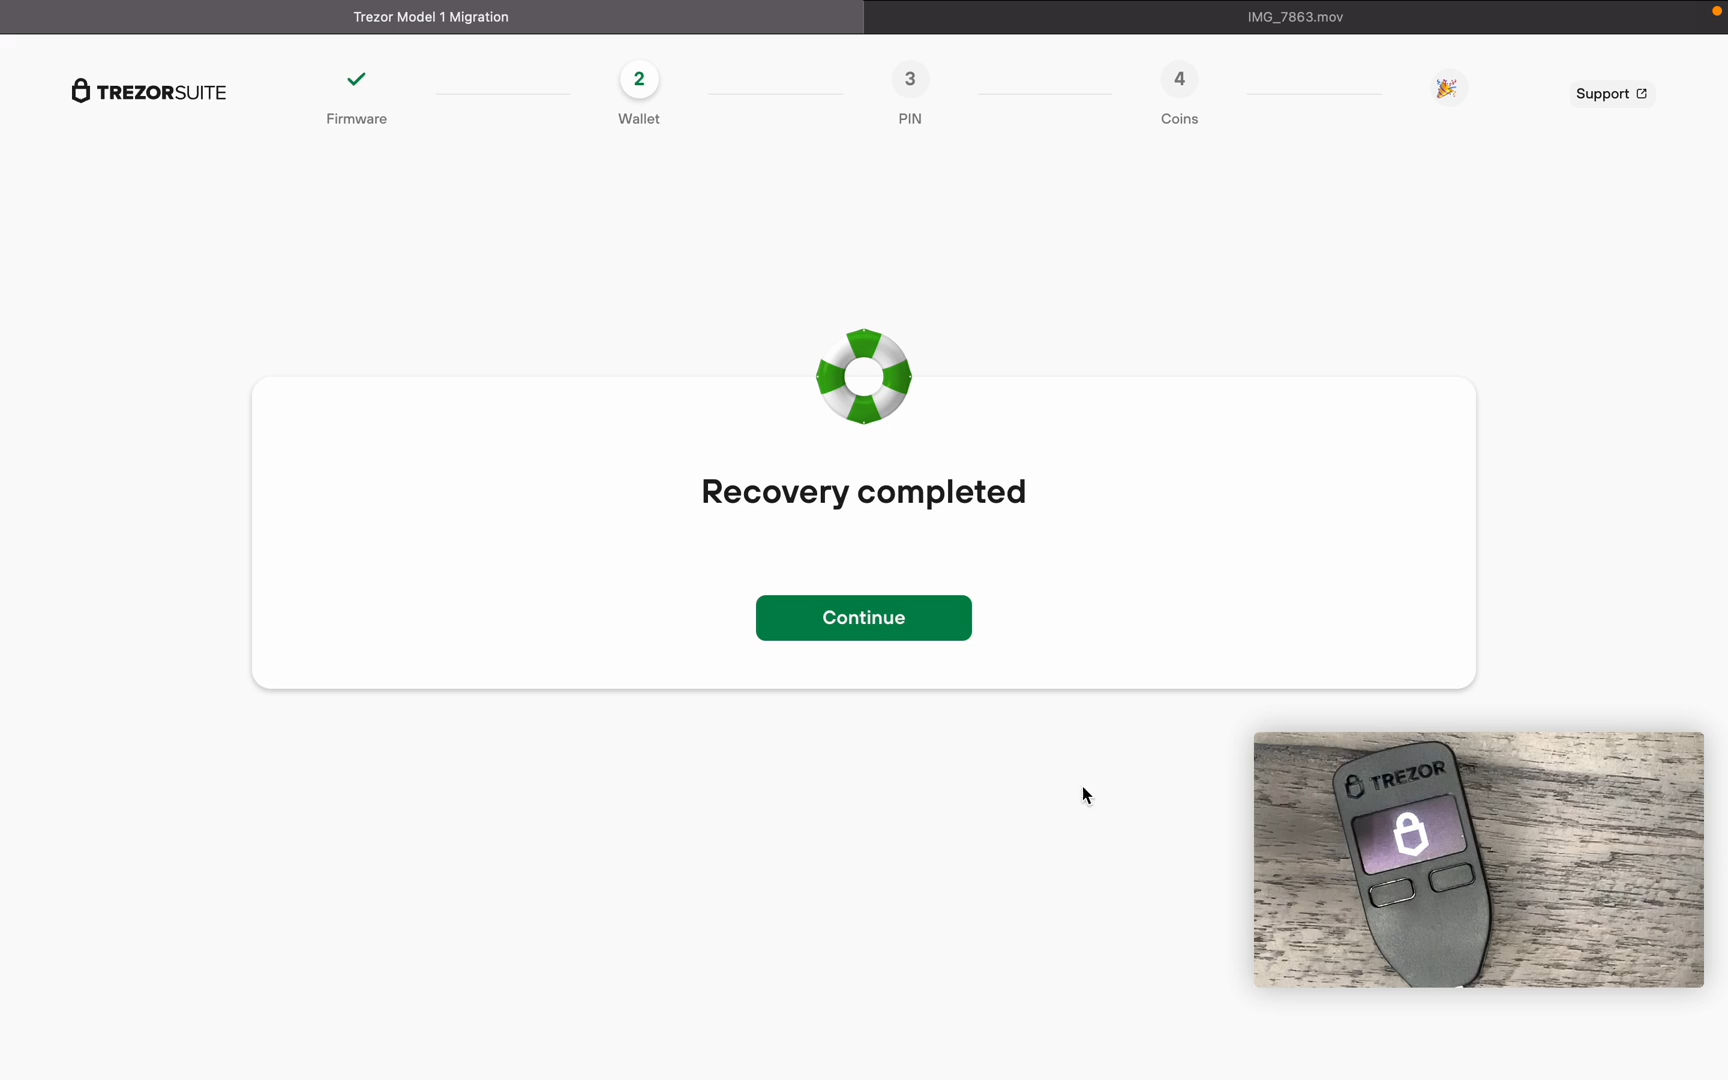 Trezor Model 1 Migration
IMG_7863.mov
TREZORSUITE
Firmware
2
Wallet
3
PIN
4
Coins
Support
Recovery completed
Continue
TREZOR